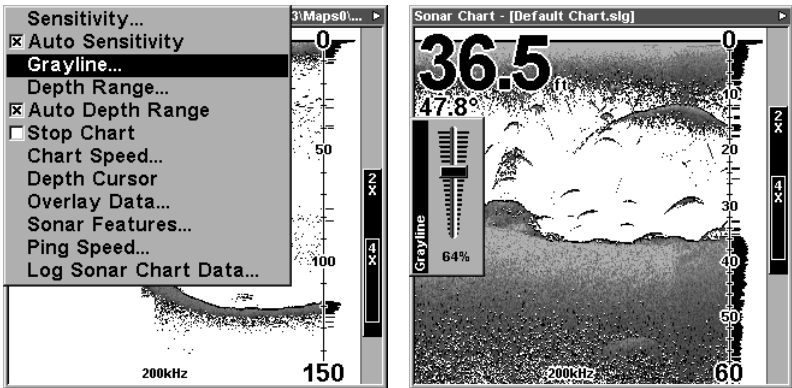 Sensitivity...
Auto Sensitivity
Grayline...
Depth Range...
Auto Depth Range
Stop Chart
Chart Speed...
Depth Cursor
Overlay Data...
Sonar Features...
Ping Speed...
Log Sonar Chart Data...
3\Maps0\...
0
50
100
150
2X
4X
200kHz
Sonar Chart - [Default Chart.slg]
36.5 ft
47.8°
Grayline
64%
0
10
20
30
40
50
60
2X
4X
200kHz